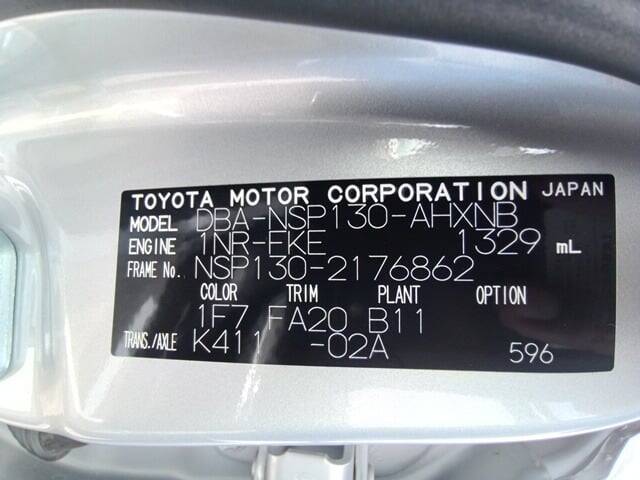 TOYOTA MOTOR CORPORATION JAPAN
MODEL DBA-NSP130-AHXNB
ENGINE 1NR-FKE 1329 mL
FRAME No. NSP130-2176862
COLOR TRIM PLANT OPTION
1F7 FA20 B11
TRANS./AXLE K411 -02A
596